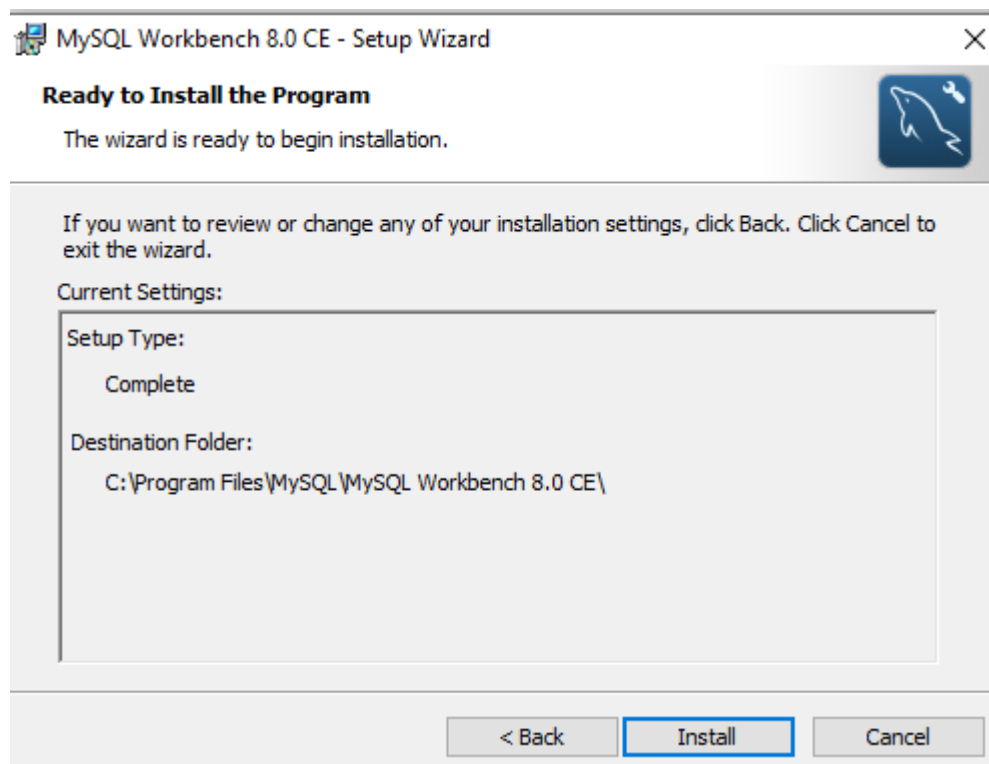 MySQL Workbench 8.0 CE - Setup Wizard
Ready to Install the Program
The wizard is ready to begin installation.
If you want to review or change any of your installation settings, click Back. Click Cancel to
exit the wizard.
Current Settings:
Setup Type:
Complete
Destination Folder:
C:\Program Files\MySQL\MySQL Workbench 8.0 CE\
< Back
Install
Cancel